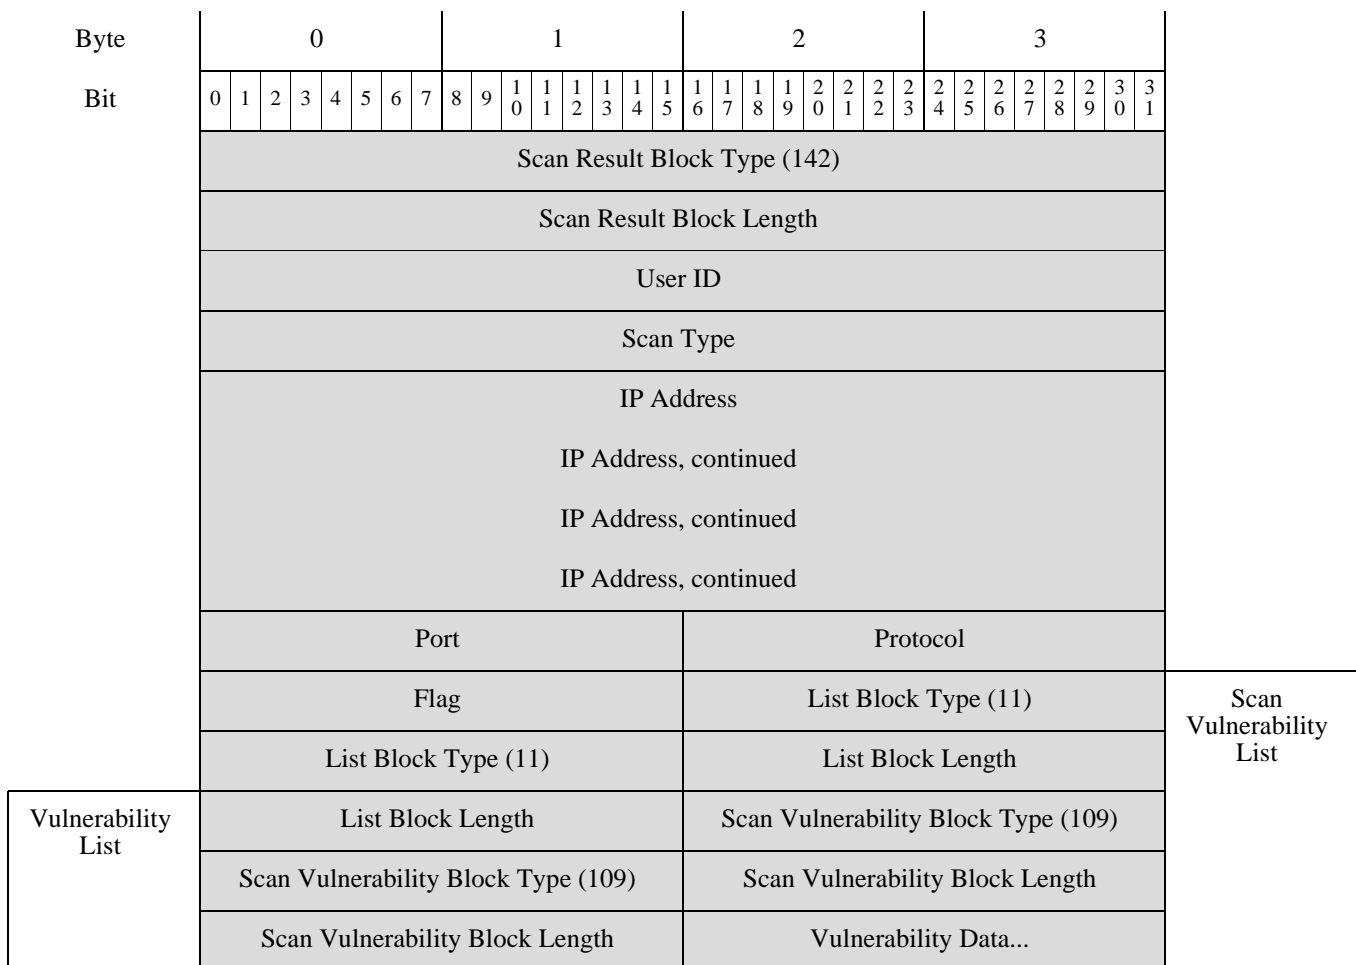 Byte 0 1 2 3
Bit 0 1 2 3 4 5 6 7 8 9 10 11 12 13 14 15 16 17 18 19 20 21 22 23 24 25 26 27 28 29 30 31
Scan Result Block Type (142)
Scan Result Block Length
User ID
Scan Type
IP Address
IP Address, continued
IP Address, continued
IP Address, continued
Port Protocol
Flag List Block Type (11) Scan
Vulnerability
List
List Block Type (11) List Block Length
Vulnerability
List
List Block Length Scan Vulnerability Block Type (109)
Scan Vulnerability Block Type (109) Scan Vulnerability Block Length
Scan Vulnerability Block Length Vulnerability Data...